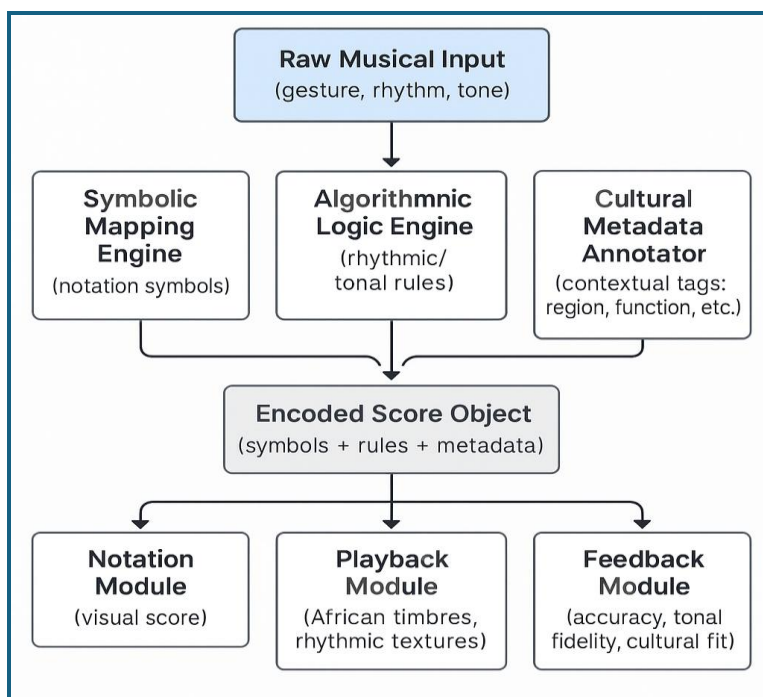 Raw Musical Input
(gesture, rhythm, tone)
Symbolic
Mapping
Engine
(notation symbols)
Algorithmnic
Logic Engine
(rhythmic/
tonal rules)
Cultural
Metadata
Annotator
(contextual tags:
region, function, etc.)
Encoded Score Object
(symbols + rules + metadata)
Notation
Module
(visual score)
Playback
Module
(African timbres,
rhythmic textures)
Feedback
Module
(accuracy, tonal
fidelity, cultural fit)